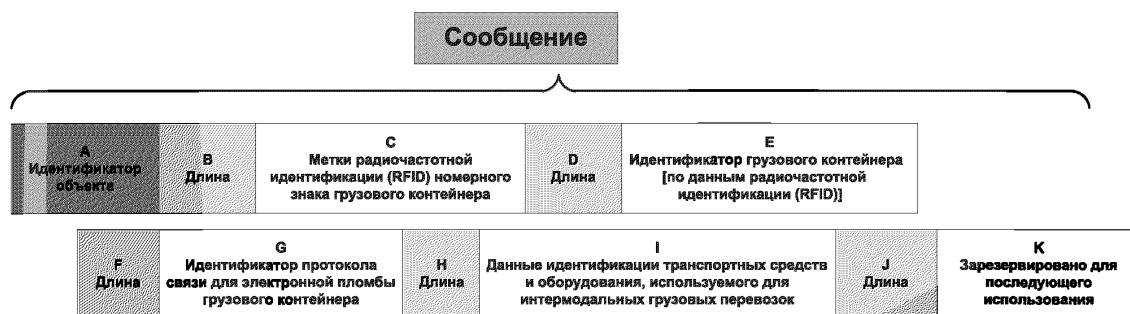 Сообщение
A
Идентификатор
объекта
B
Длина
C
Метки радиочастотной
идентификации (RFID) номерного
знака грузового контейнера
D
Длина
E
Идентификатор грузового контейнера
[по данным радиочастотной
идентификации (RFID)]
F
Длина
G
Идентификатор протокола
связи для электронной пломбы
грузового контейнера
H
Длина
I
Данные идентификации транспортных средств
и оборудования, используемого для
интермодальных грузовых перевозок
J
Длина
K
Зарезервировано для
последующего
использования